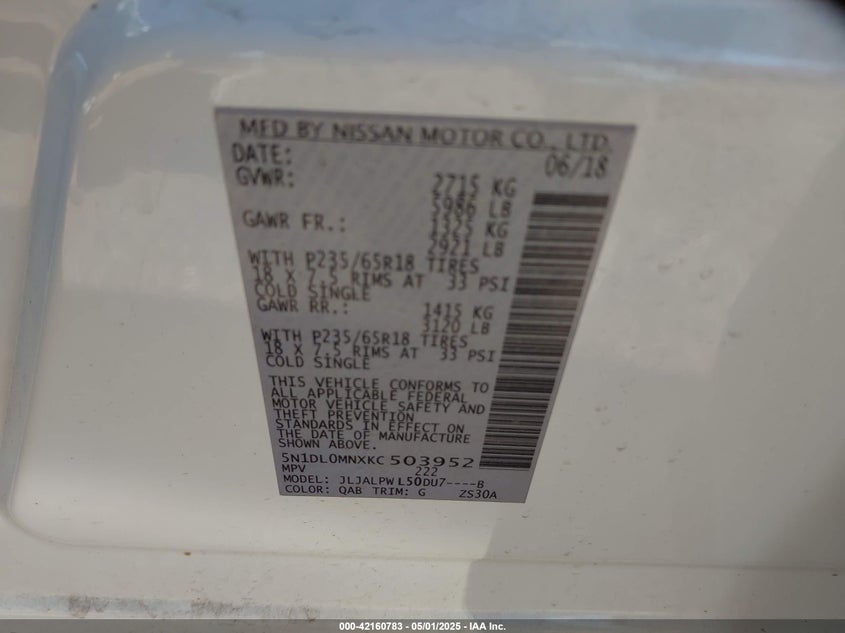 MFD BY NISSAN MOTOR CO., LTD.
DATE: 06/18
GVWR: 2715 KG
5986 LB
GAWR FR.: 1325 KG
2921 LB
WITH P235/65R18 TIRES
18 X 7.5 RIMS AT 33 PSI
COLD SINGLE
GAWR RR.: 1415 KG
3120 LB
WITH P235/65R18 TIRES
18 X 7.5 RIMS AT 33 PSI
COLD SINGLE
THIS VEHICLE CONFORMS TO
ALL APPLICABLE FEDERAL
MOTOR VEHICLE SAFETY AND
THEFT PREVENTION
STANDARDS IN EFFECT ON
THE DATE OF MANUFACTURE
SHOWN ABOVE.
5N1DL0MNXKC 503952
MPV 222
MODEL: JLJALPW L50DU7----B
COLOR: QAB TRIM: G ZS30A
000-42160783 - 05/01/2025 - IAA Inc.